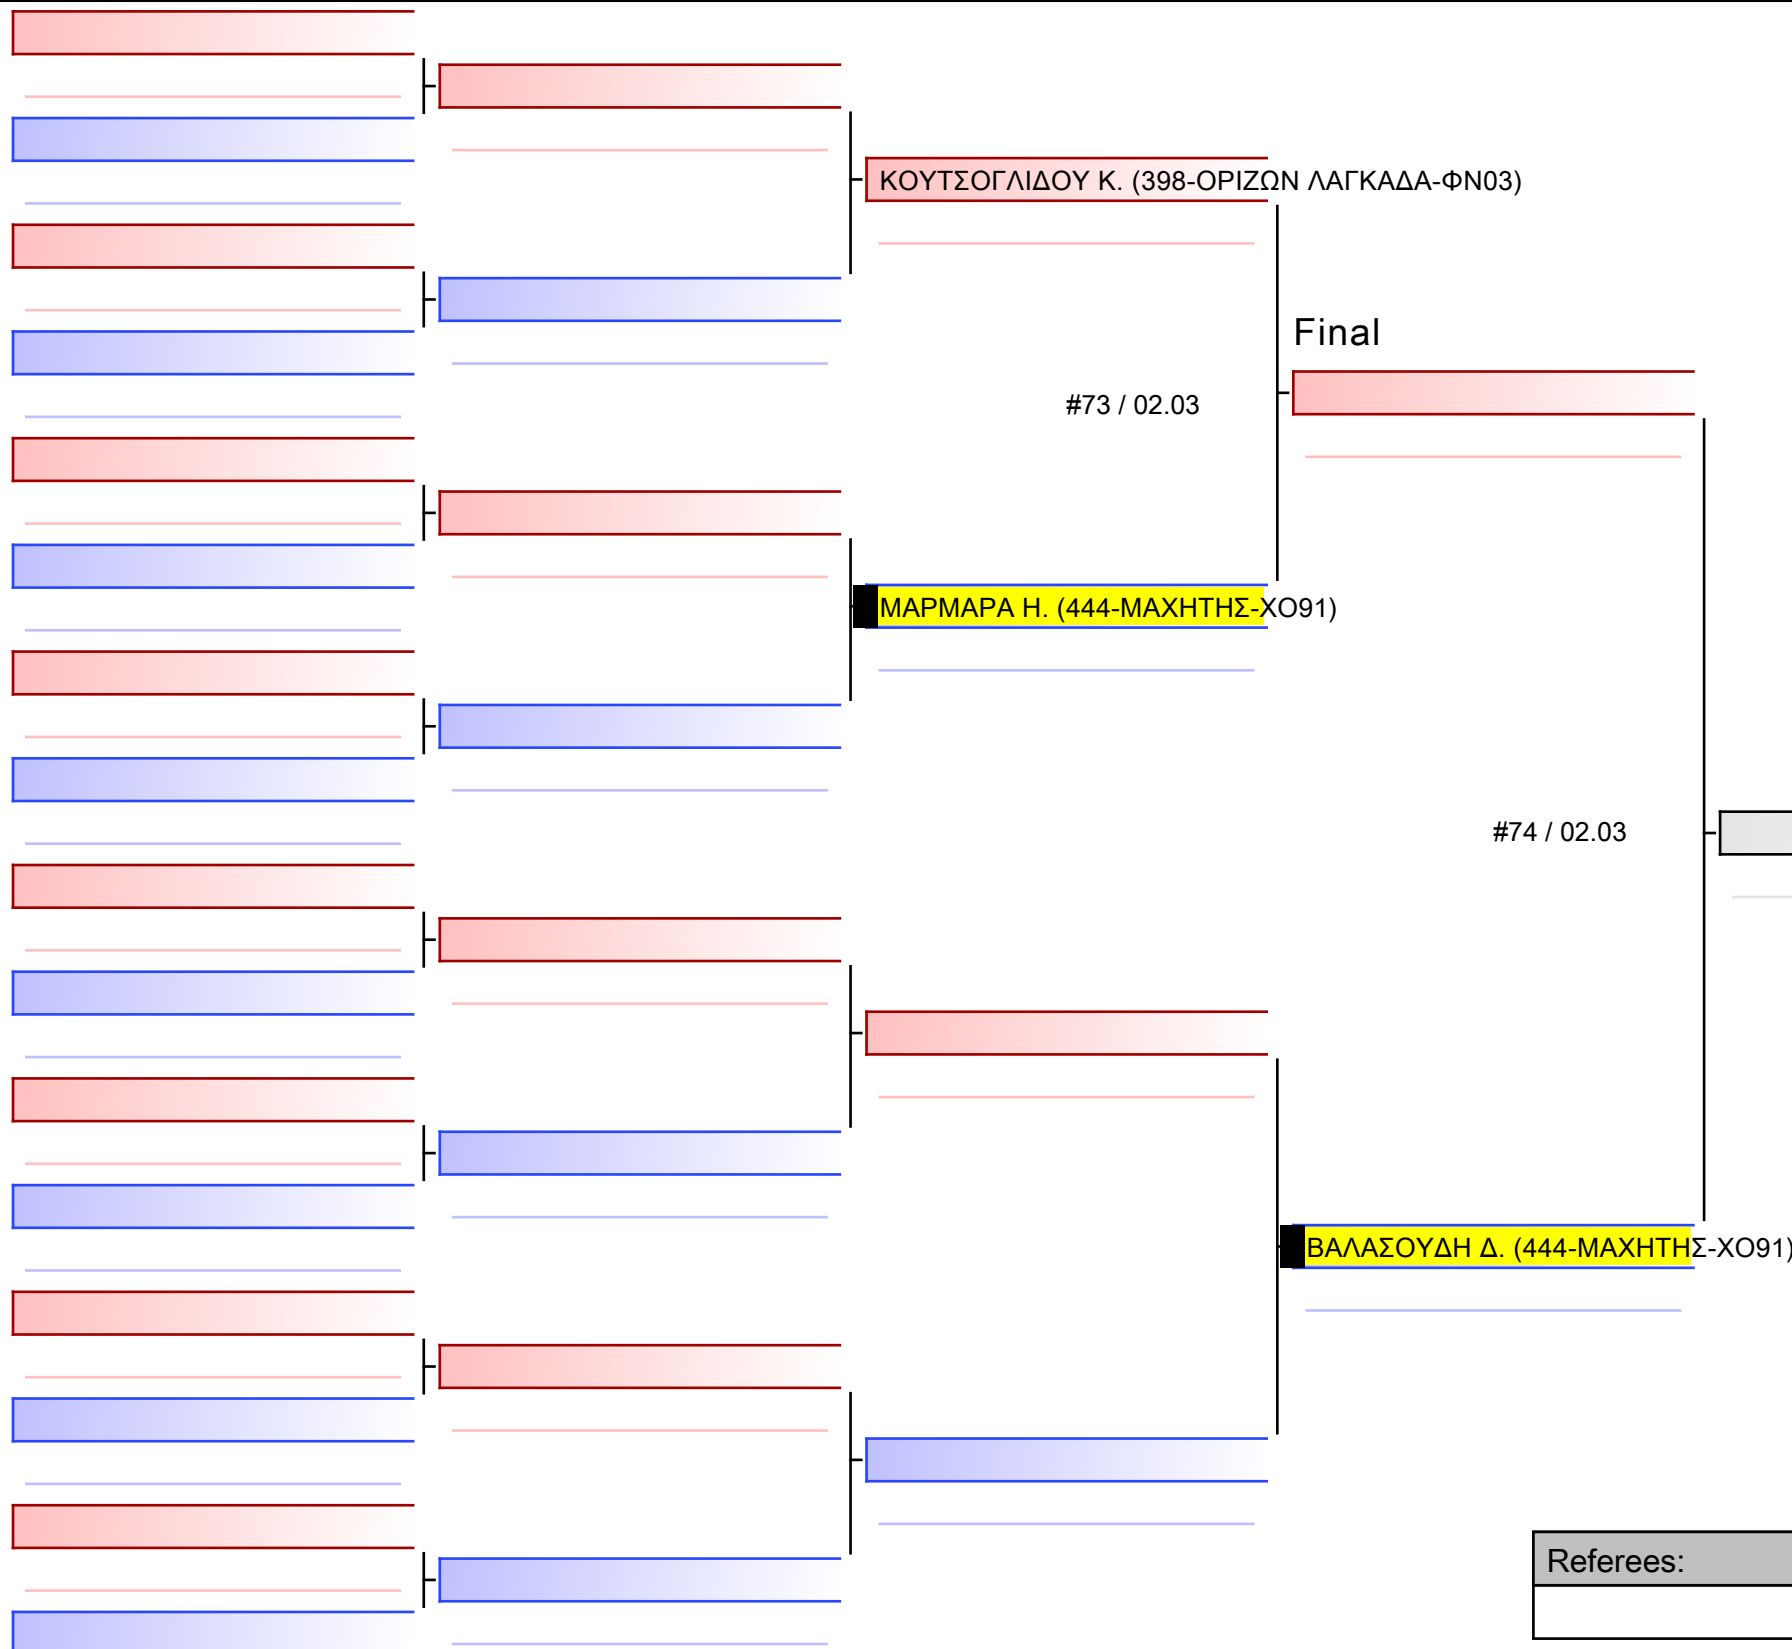 ΚΟΥΤΣΟΓΛΙΔΟΥ Κ. (398-ΟΡΙΖΩΝ ΛΑΓΚΑΔΑ-ΦΝ03)
Final
#73 / 02.03
ΜΑΡΜΑΡΑ Η. (444-ΜΑΧΗΤΗΣ-ΧΟ91)
#74 / 02.03
ΒΑΛΑΣΟΥΔΗ Δ. (444-ΜΑΧΗΤΗΣ-ΧΟ91)
Referees: